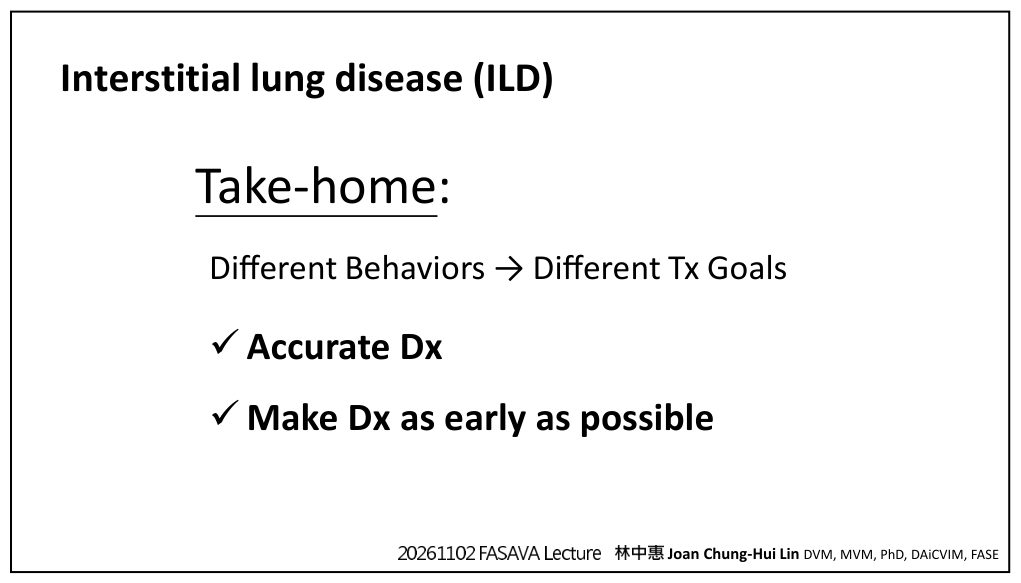 Interstitial lung disease (ILD)
Take-home:
Different Behaviors → Different Tx Goals
✓ Accurate Dx
✓ Make Dx as early as possible
20261102 FASAVA Lecture 林中惠 Joan Chung-Hui Lin DVM, MVM, PhD, DAiCVIM, FASE